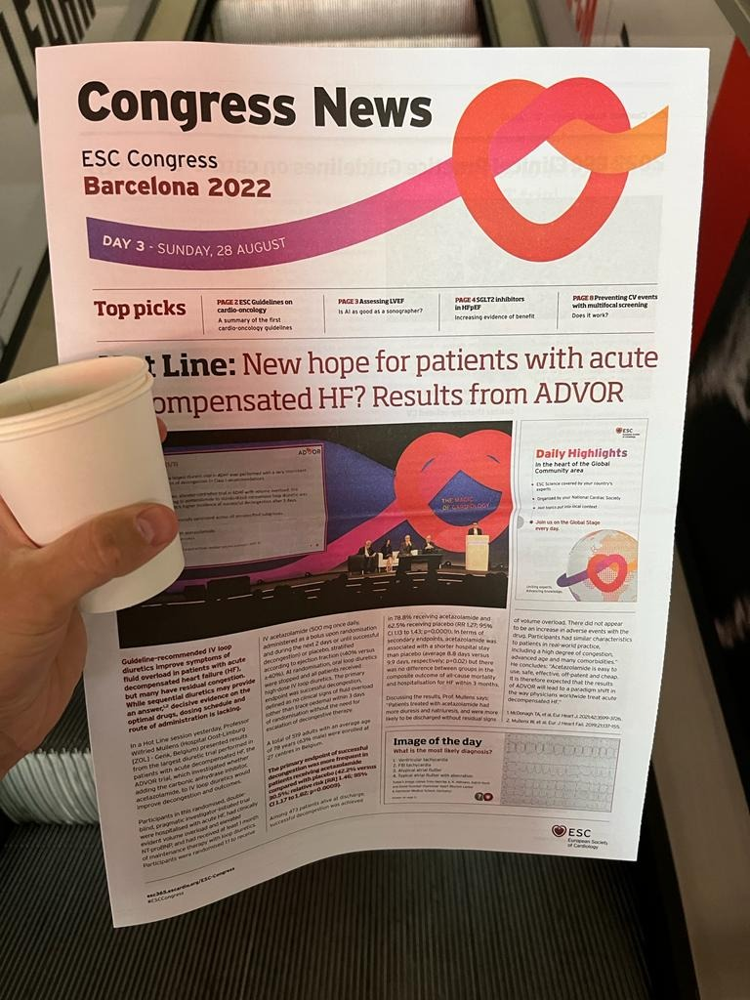 Congress News
ESC Congress
Barcelona 2022
DAY 3 - SUNDAY, 28 AUGUST
Top picks
PAGE 2 ESC Guidelines on
cardio-oncology
A summary of the first
cardio-oncology guidelines
PAGE 3 Assessing LVEF
Is AI as good as a sonographer?
PAGE 4 SGLT2 inhibitors
in HFpEF
Increasing evidence of benefit
PAGE 8 Preventing CV events
with multifocal screening
Does it work?
t Line: New hope for patients with acute
ompensated HF? Results from ADVOR
ADVOR
THE MAGIC
OF CARDIOLOGY
ESC
Daily Highlights
In the heart of the Global
Community area
ESC Science covered by your country's
experts
Organised by your National Cardiac Society
Hot topics put into local context
Join us on the Global Stage
every day.
Uniting experts.
Advancing knowledge.
Guideline-recommended IV loop
diuretics improve symptoms of
fluid overload in patients with acute
decompensated heart failure (HF),
but many have residual congestion.
While sequential diuretics may provide
an answer,1,2 decisive evidence on the
optimal drugs, dosing schedule and
route of administration is lacking.
In a Hot Line session yesterday, Professor
Wilfried Mullens (Hospital Oost-Limburg
(ZOL) - Genk, Belgium) presented results
from the largest diuretic trial performed in
patients with acute decompensated HF, the
ADVOR trial, which investigated whether
adding the carbonic anhydrase inhibitor,
acetazolamide, to IV loop diuretics would
improve decongestion and outcomes.
Participants in this randomised, double-
blind, pragmatic investigator-initiated trial
were hospitalised with acute HF, had clinically
evident volume overload and elevated
NT-proBNP, and had received at least 1 month
of maintenance therapy with loop diuretics.
Participants were randomised 1:1 to receive
IV acetazolamide (500 mg once daily,
administered as a bolus upon randomisation
and during the next 2 days or until successful
decongestion) or placebo, stratified
according to ejection fraction (≤40% versus
≥40%). At randomisation, oral loop diuretics
were stopped and all patients received
high-dose IV loop diuretics. The primary
endpoint was successful decongestion,
defined as no clinical signs of fluid overload
(other than trace oedema) within 3 days
of randomisation without the need for
escalation of decongestive therapy.
A total of 519 adults with an average age
of 78 years (63% male) were enrolled at
27 centres in Belgium.
The primary endpoint of successful
decongestion was more frequent in
patients receiving acetazolamide
compared with placebo (42.2% versus
30.5%; relative risk [RR] 1.46; 95%
CI 1.17 to 1.82; p=0.0009).
Among 473 patients alive at discharge,
successful decongestion was achieved
in 78.8% receiving acetazolamide and
62.5% receiving placebo (RR 1.27; 95%
CI 1.13 to 1.43; p=0.0001). In terms of
secondary endpoints, acetazolamide was
associated with a shorter hospital stay
than placebo (average 8.8 days versus
9.9 days, respectively; p=0.02) but there
was no difference between groups in the
composite outcome of all-cause mortality
and hospitalisation for HF within 3 months.
Discussing the results, Prof. Mullens says:
"Patients treated with acetazolamide had
more diuresis and natriuresis, and were more
likely to be discharged without residual signs
of volume overload. There did not appear
to be an increase in adverse events with the
drug. Participants had similar characteristics
to patients in real-world practice,
including a high degree of congestion,
advanced age and many comorbidities."
He concludes: "Acetazolamide is easy to
use, safe, effective, off-patent and cheap.
It is therefore expected that the results
of ADVOR will lead to a paradigm shift in
the way physicians worldwide treat acute
decompensated HF."
1. McDonagh TA, et al. Eur Heart J. 2021;42:3599-3726.
2. Mullens W, et al. Eur J Heart Fail. 2019;21:137-155.
Image of the day
What is the most likely diagnosis?
1. Ventricular tachycardia
2. FBI tachycardia
3. Atypical atrial flutter
4. Typical atrial flutter with aberration
ESC
European Society
of Cardiology
esc365.escardio.org/ESC-Congress
#ESCCongress